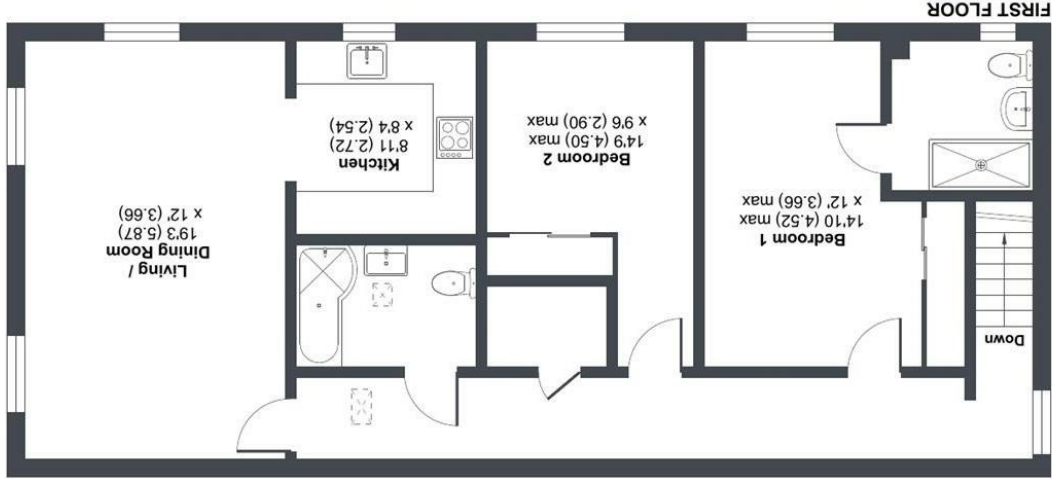 FIRST FLOOR
Bedroom 1
14'10 (4.52) max
x 12' (3.66) max
Bedroom 2
14'9 (4.50) max
x 9'6 (2.90) max
Kitchen
8'11 (2.72)
x 8'4 (2.54)
Living /
Dining Room
19'3 (5.87)
x 12' (3.66)
Down